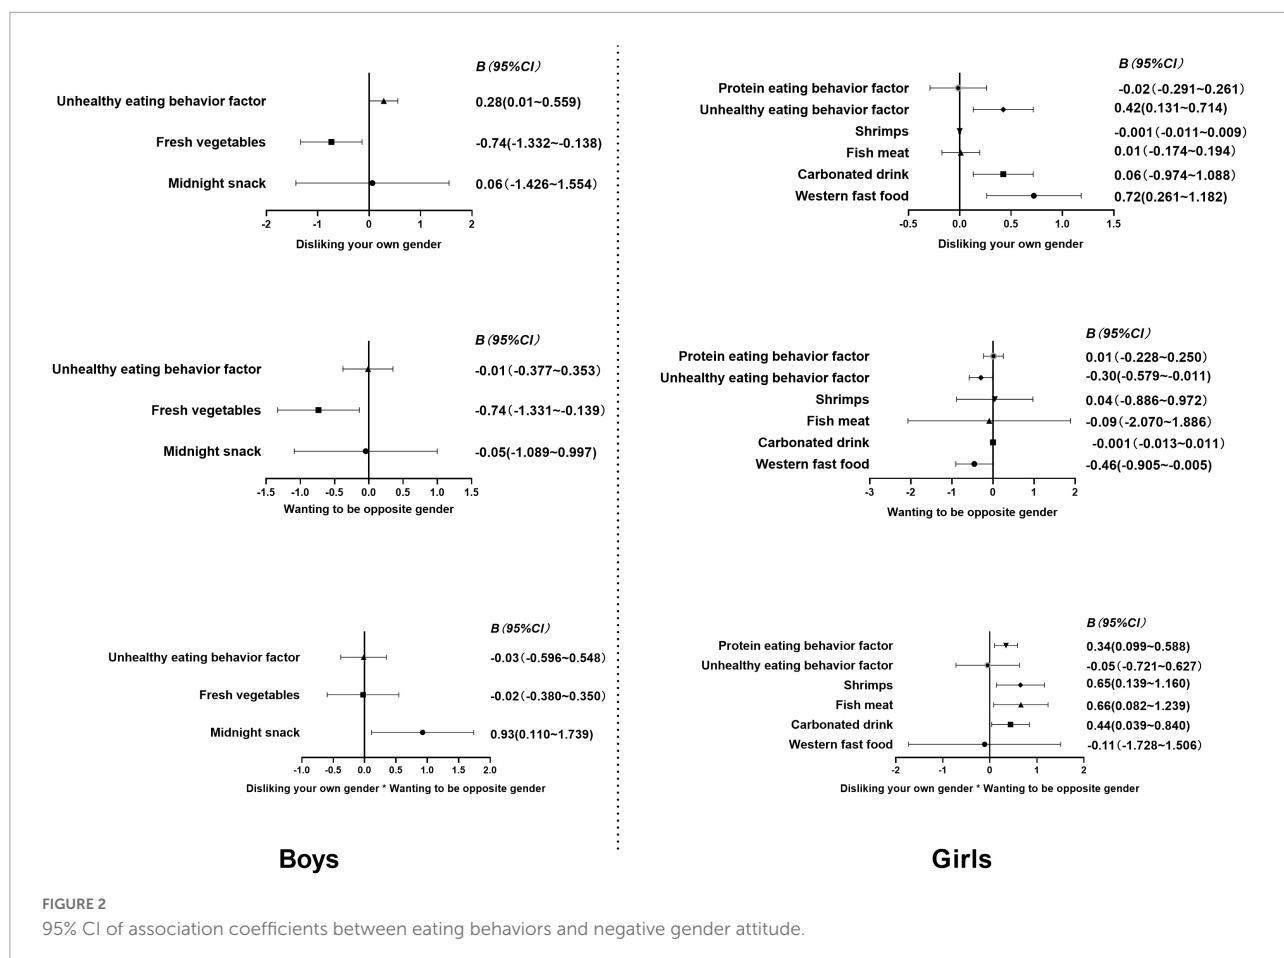 B (95%CI)
Unhealthy eating behavior factor 0.28(0.01~0.559)
Fresh vegetables -0.74(-1.332~-0.138)
Midnight snack 0.06(-1.426~1.554)
-2 -1 0 1 2
Disliking your own gender
B (95%CI)
Unhealthy eating behavior factor -0.01(-0.377~0.353)
Fresh vegetables -0.74(-1.331~-0.139)
Midnight snack -0.05(-1.089~0.997)
-1.5 -1.0 -0.5 0.0 0.5 1.0 1.5
Wanting to be opposite gender
B (95%CI)
Unhealthy eating behavior factor -0.03(-0.596~0.548)
Fresh vegetables -0.02(-0.380~0.350)
Midnight snack 0.93(0.110~1.739)
-1.0 -0.5 0.0 0.5 1.0 1.5 2.0
Disliking your own gender * Wanting to be opposite gender
Boys
B (95%CI)
Protein eating behavior factor -0.02(-0.291~0.261)
Unhealthy eating behavior factor 0.42(0.131~0.714)
Shrimps -0.001(-0.011~0.009)
Fish meat 0.01(-0.174~0.194)
Carbonated drink 0.06(-0.974~1.088)
Western fast food 0.72(0.261~1.182)
-0.5 0.0 0.5 1.0 1.5
Disliking your own gender
B (95%CI)
Protein eating behavior factor 0.01(-0.228~0.250)
Unhealthy eating behavior factor -0.30(-0.579~-0.011)
Shrimps 0.04(-0.886~0.972)
Fish meat -0.09(-2.070~1.886)
Carbonated drink -0.001(-0.013~0.011)
Western fast food -0.46(-0.905~-0.005)
-3 -2 -1 0 1 2
Wanting to be opposite gender
B (95%CI)
Protein eating behavior factor 0.34(0.099~0.588)
Unhealthy eating behavior factor -0.05(-0.721~0.627)
Shrimps 0.65(0.139~1.160)
Fish meat 0.66(0.082~1.239)
Carbonated drink 0.44(0.039~0.840)
Western fast food -0.11(-1.728~1.506)
-2 -1 0 1 2
Disliking your own gender * Wanting to be opposite gender
Girls
FIGURE 2
95% CI of association coefficients between eating behaviors and negative gender attitude.